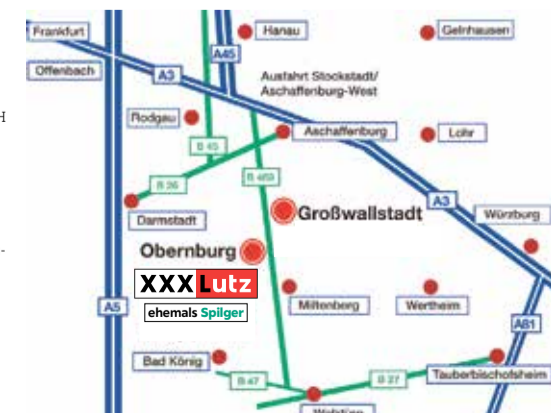 Frankfurt
Hanau
Gelnhausen
A45
Offenbach
A3
Ausfahrt Stockstadt/
Aschaffenburg-West
H
Rodgau
Aschaffenburg
Lohr
B 45
B 26
B 469
A3
Darmstadt
Großwallstadt
Würzburg
Obernburg
-
XXXLutz
ehemals Spilger
A5
Miltenberg
Wertheim
A81
Bad König
Tauberbischofsheim
B 47
B 27